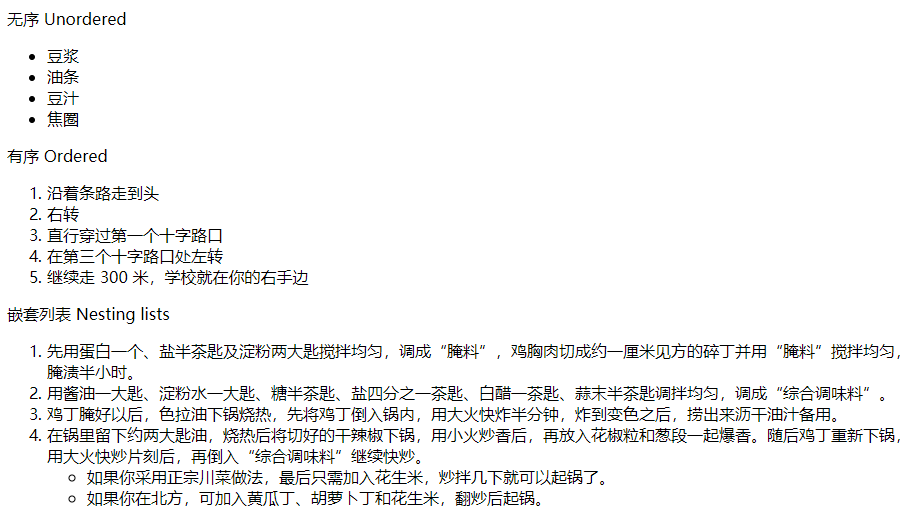 无序 Unordered
• 豆浆
• 油条
• 豆汁
• 焦圈
有序 Ordered
1. 沿着条路走到头
2. 右转
3. 直行穿过第一个十字路口
4. 在第三个十字路口处左转
5. 继续走 300 米，学校就在你的右手边
嵌套列表 Nesting lists
1. 先用蛋白一个、盐半茶匙及淀粉两大匙搅拌均匀，调成“腌料”，鸡胸肉切成约一厘米见方的碎丁并用“腌料”搅拌均匀，
腌渍半小时。
2. 用酱油一大匙、淀粉水一大匙、糖半茶匙、盐四分之一茶匙、白醋一茶匙、蒜末半茶匙调拌均匀，调成“综合调味料”。
3. 鸡丁腌好以后，色拉油下锅烧热，先将鸡丁倒入锅内，用大火快炸半分钟，炸到变色之后，捞出来沥干油汁备用。
4. 在锅里留下约两大匙油，烧热后将切好的干辣椒下锅，用小火炒香后，再放入花椒粒和葱段一起爆香。随后鸡丁重新下锅，
用大火快炒片刻后，再倒入“综合调味料”继续快炒。
◦ 如果你采用正宗川菜做法，最后只需加入花生米，炒拌几下就可以起锅了。
◦ 如果你在北方，可加入黄瓜丁、胡萝卜丁和花生米，翻炒后起锅。